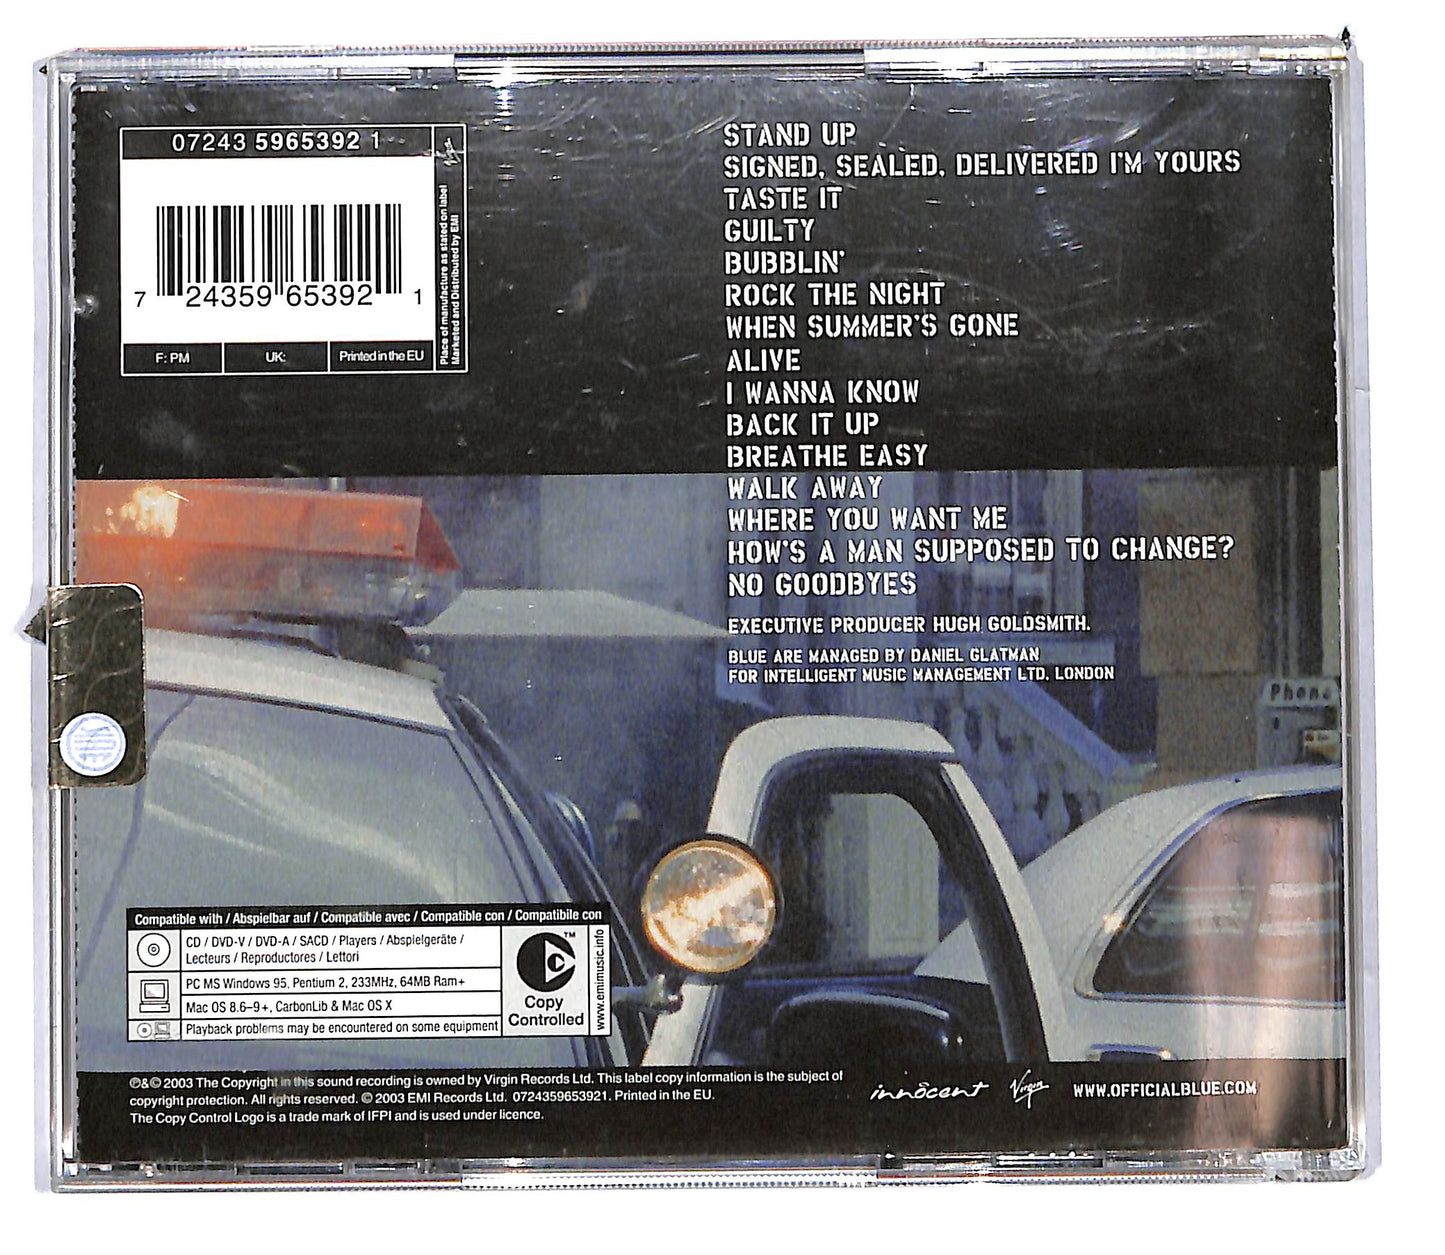 07243 5965392 1
7 24359 65392 1
F: PM
UK:
Printed in the EU
Place of manufacture as stated on label
Marketed and Distributed by EMI
Virgin
STAND UP
SIGNED, SEALED, DELIVERED I'M YOURS
TASTE IT
GUILTY
BUBBLIN'
ROCK THE NIGHT
WHEN SUMMER'S GONE
ALIVE
I WANNA KNOW
BACK IT UP
BREATHE EASY
WALK AWAY
WHERE YOU WANT ME
HOW'S A MAN SUPPOSED TO CHANGE?
NO GOODBYES
EXECUTIVE PRODUCER HUGH GOLDSMITH.
BLUE ARE MANAGED BY DANIEL GLATMAN
FOR INTELLIGENT MUSIC MANAGEMENT LTD, LONDON
Phone
SIAE
Compatible with / Abspielbar auf / Compatible avec / Compatible con / Compatibile con
CD / DVD-V / DVD-A / SACD / Players / Abspielgeräte /
Lecteurs / Reproductores / Lettori
PC MS Windows 95, Pentium 2, 233MHz, 64MB Ram+
Mac OS 8.6–9+, CarbonLib & Mac OS X
Playback problems may be encountered on some equipment
TM
Copy
Controlled
www.emimusic.info
℗&© 2003 The Copyright in this sound recording is owned by Virgin Records Ltd. This label copy information is the subject of
copyright protection. All rights reserved. © 2003 EMI Records Ltd. 0724359653921. Printed in the EU.
The Copy Control Logo is a trade mark of IFPI and is used under licence.
innocent
Virgin
WWW.OFFICIALBLUE.COM